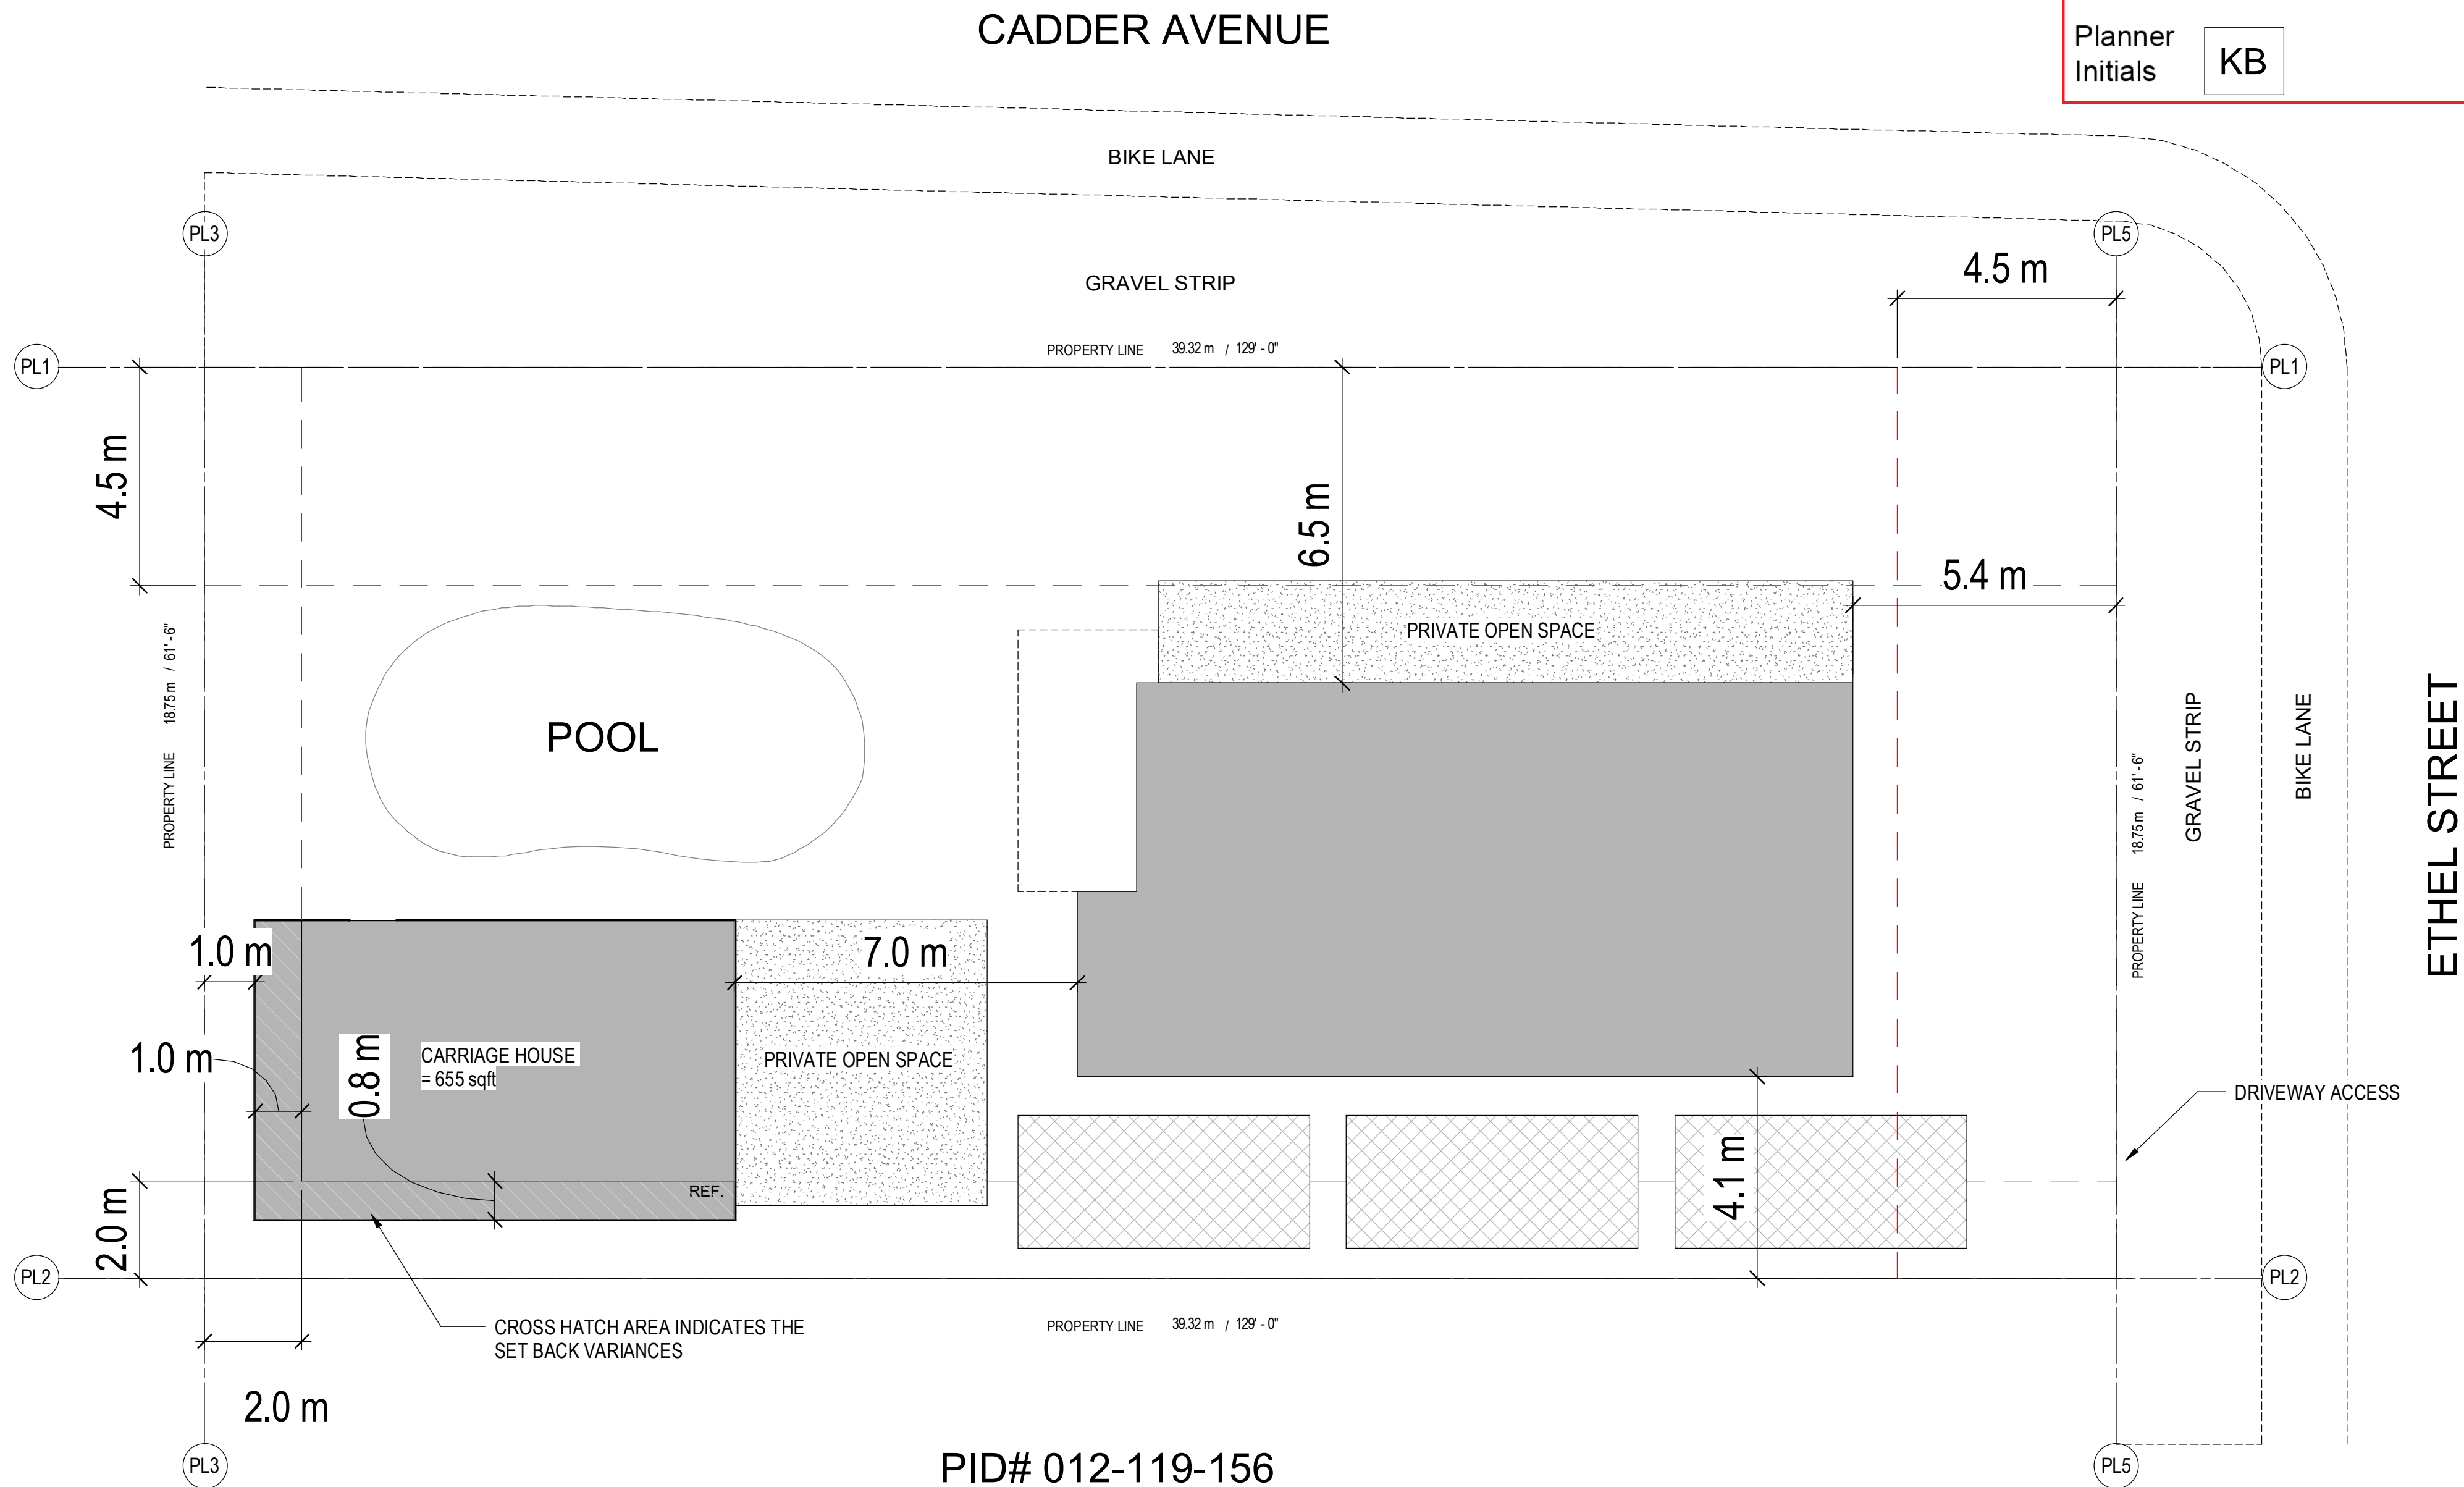 CADDER AVENUE
Planner
Initials
KB
BIKE LANE
PL3
PL5
4.5 m
GRAVEL STRIP
PROPERTY LINE 39.32 m / 129' - 0"
PL1
PL1
4.5 m
6.5 m
5.4 m
PRIVATE OPEN SPACE
PROPERTY LINE 18.75 m / 61' - 6"
POOL
PROPERTY LINE 18.75 m / 61' - 6"
GRAVEL STRIP
BIKE LANE
ETHEL STREET
1.0 m
7.0 m
1.0 m
0.8 m
CARRIAGE HOUSE
= 655 sqft
PRIVATE OPEN SPACE
DRIVEWAY ACCESS
4.1 m
REF.
2.0 m
PL2
PL2
CROSS HATCH AREA INDICATES THE
SET BACK VARIANCES
PROPERTY LINE 39.32 m / 129' - 0"
2.0 m
PL3
PID# 012-119-156
PL5